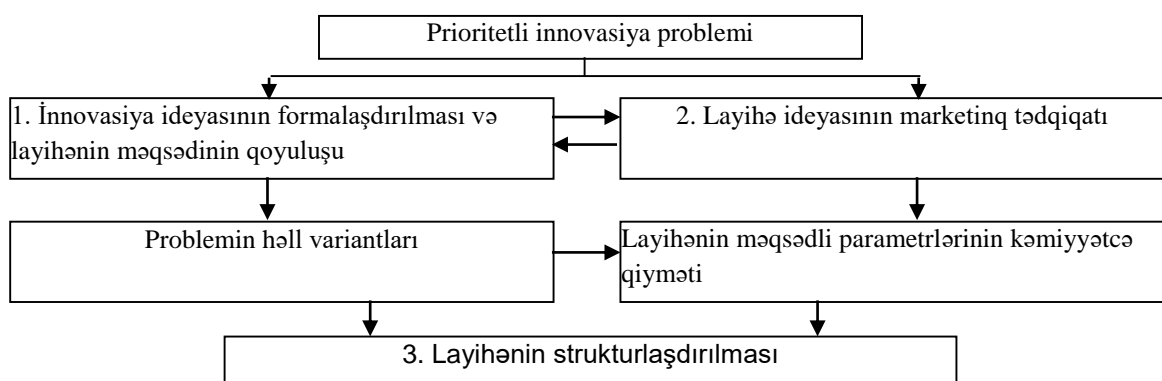 Prioritetli innovasiya problemi
1. İnnovasiya ideyasının formalaşdırılması və
layihənin məqsədinin qoyuluşu
2. Layihə ideyasının marketinq tədqiqatı
Problemin həll variantları
Layihənin məqsədli parametrlərinin kəmiyyətcə
qiyməti
3. Layihənin strukturlaşdırılması